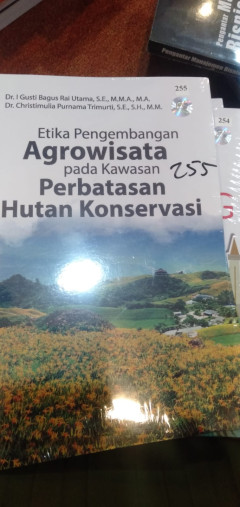 255
Dr. I Gusti Bagus Rai Utama, S.E., M.M.A., M.A.
Dr. Christimulia Purnama Trimurti, S.E., S.H., M.M.
Etika Pengembangan
Agrowisata
pada Kawasan
255
Perbatasan
Hutan Konservasi
254
Pengantar